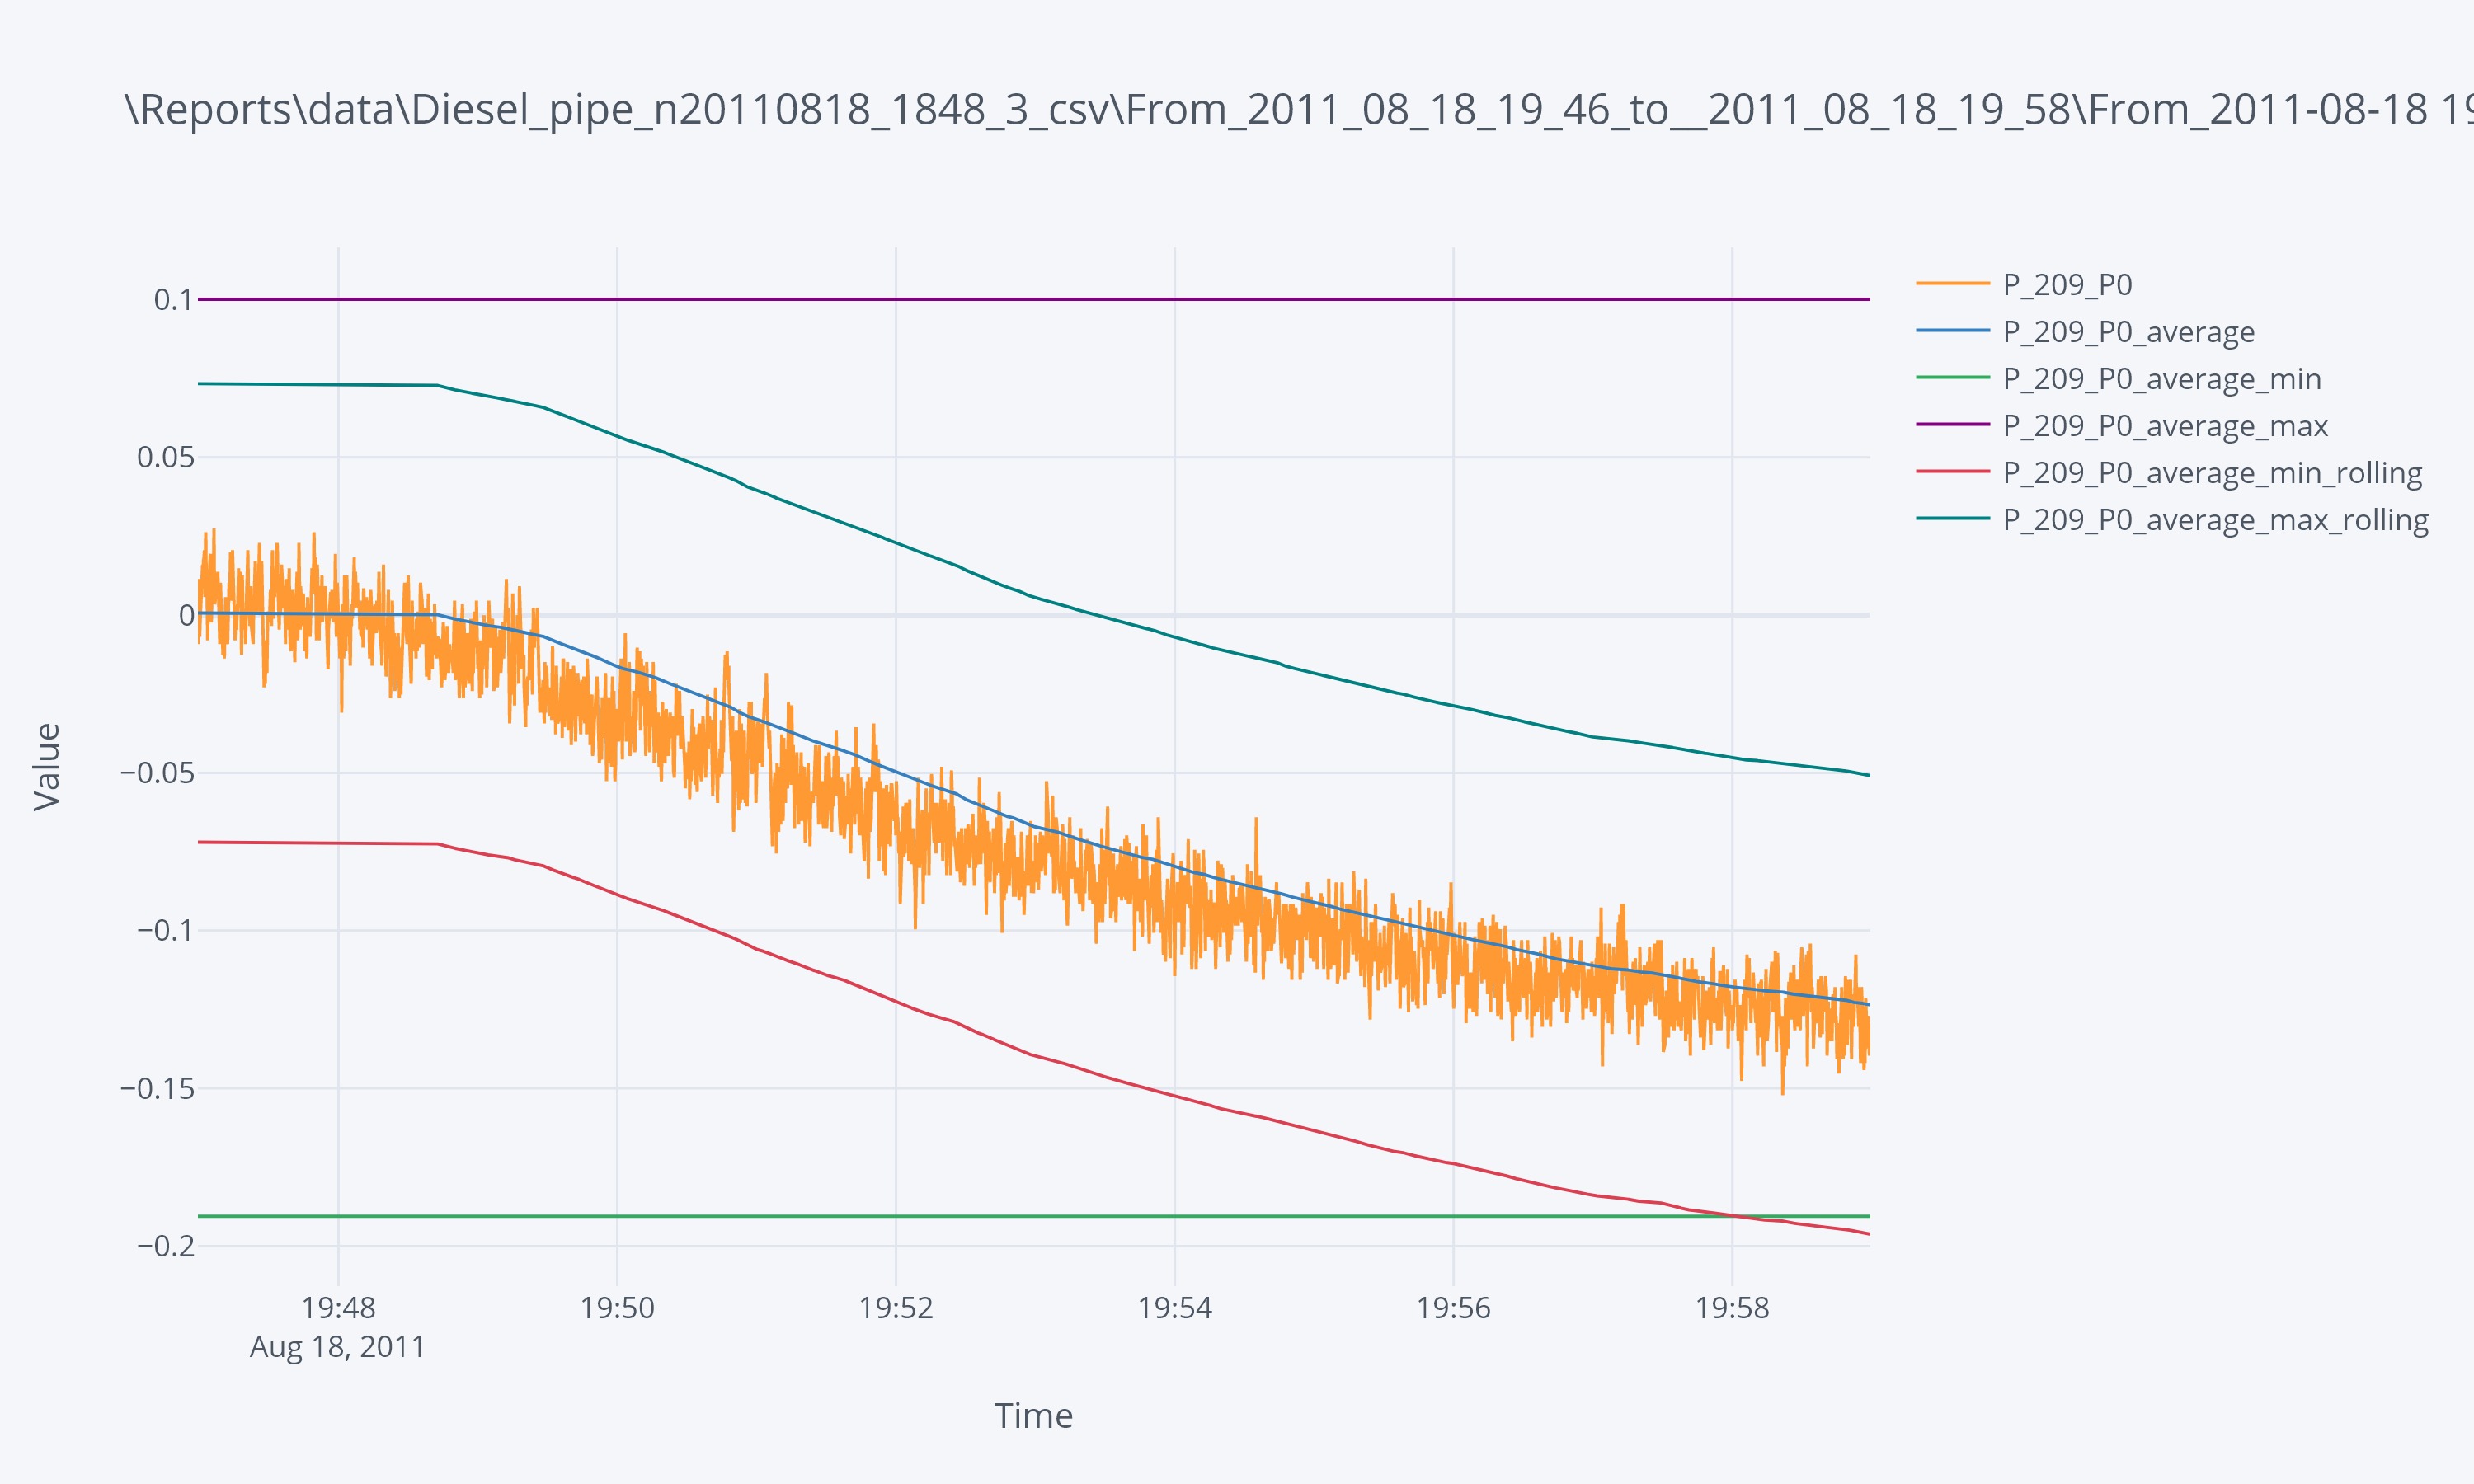 \Reports\data\Diesel_pipe_n20110818_1848_3_csv\From_2011_08_18_19_46_to__2011_08_18_19_58\From_2011-08-18 19
P_209_P0
P_209_P0_average
P_209_P0_average_min
P_209_P0_average_max
P_209_P0_average_min_rolling
P_209_P0_average_max_rolling
Value
0.1
0.05
0
−0.05
−0.1
−0.15
−0.2
19:48
Aug 18, 2011
19:50
19:52
19:54
19:56
19:58
Time